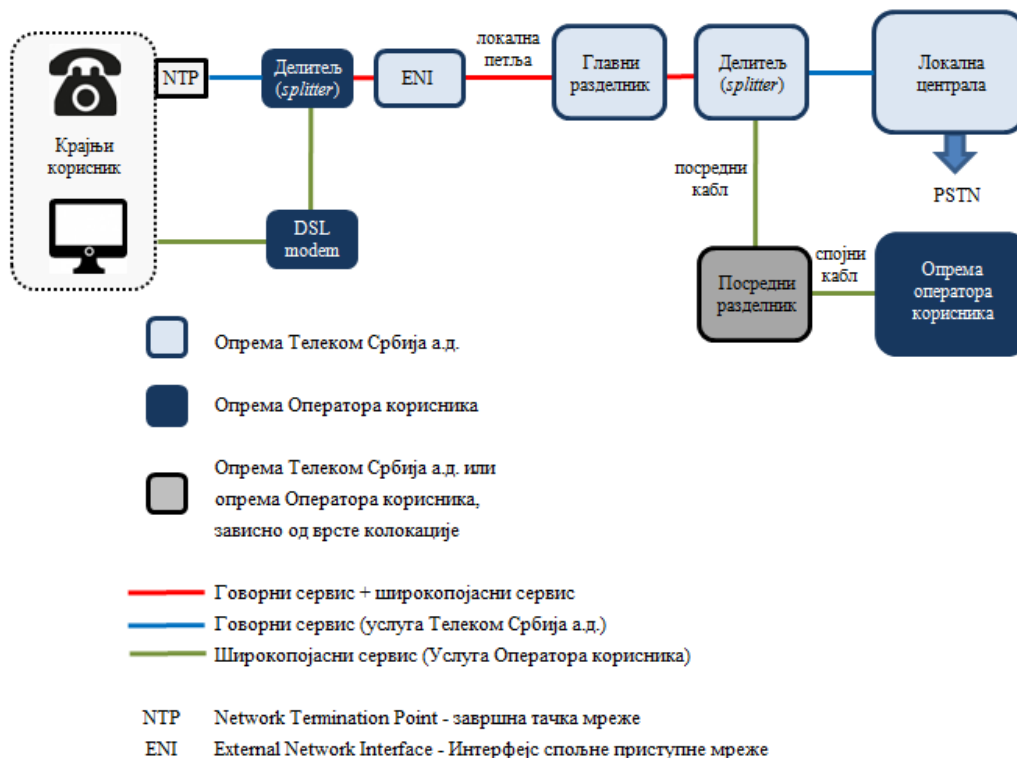 NTP
Делитељ
(splitter)
ENI
локална
петља
Главни
разделник
Делитељ
(splitter)
Локална
централа
Крајњи
корисник
посредни
кабл
PSTN
DSL
modem
Посредни
разделник
спојни
кабл
Опрема
оператора
корисника
Опрема Телеком Србија а.д.
Опрема Оператора корисника
Опрема Телеком Србија а.д. или
опрема Оператора корисника,
зависно од врсте колокације
Говорни сервис + широкопојасни сервис
Говорни сервис (услуга Телеком Србија а.д.)
Широкопојасни сервис (Услуга Оператора корисника)
NTP Network Termination Point - завршна тачка мреже
ENI External Network Interface - Интерфејс спољне приступне мреже